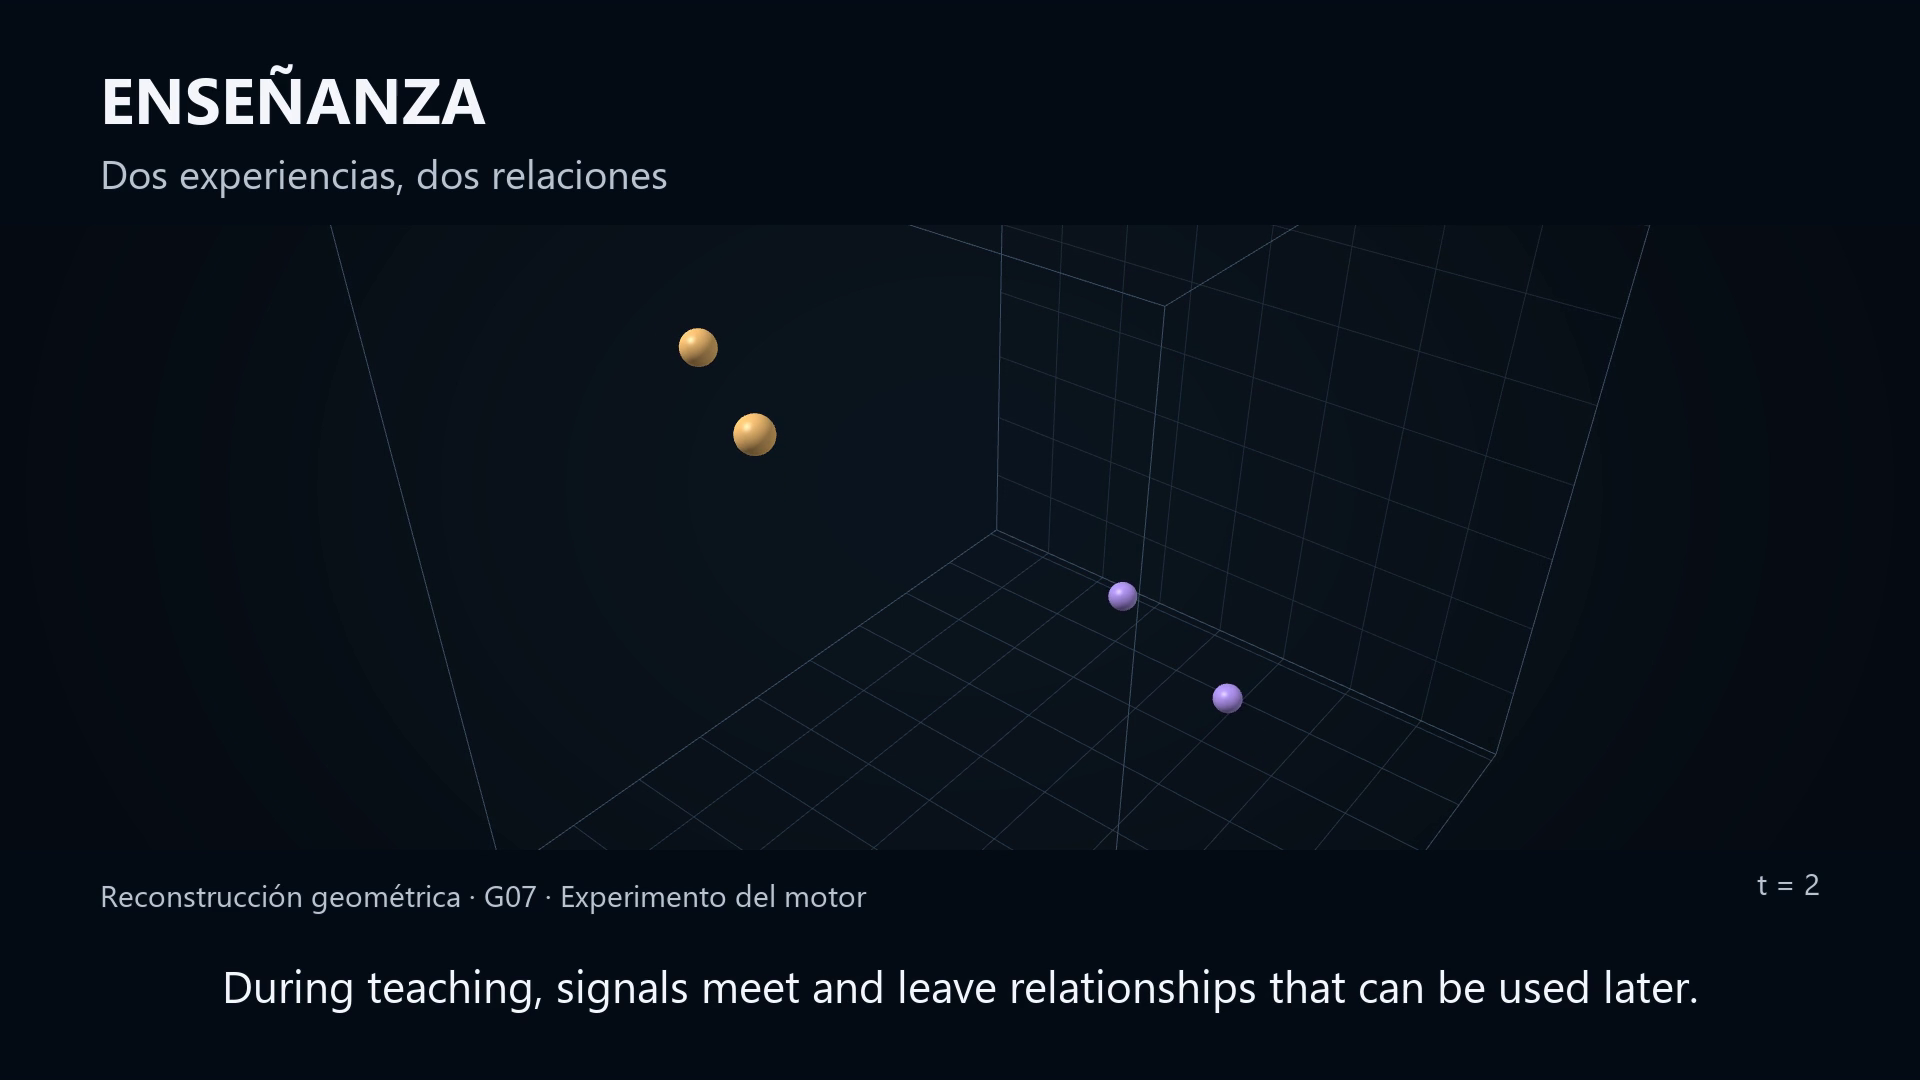 ENSEÑANZA
Dos experiencias, dos relaciones
Reconstrucción geométrica · G07 · Experimento del motor
t = 2
During teaching, signals meet and leave relationships that can be used later.